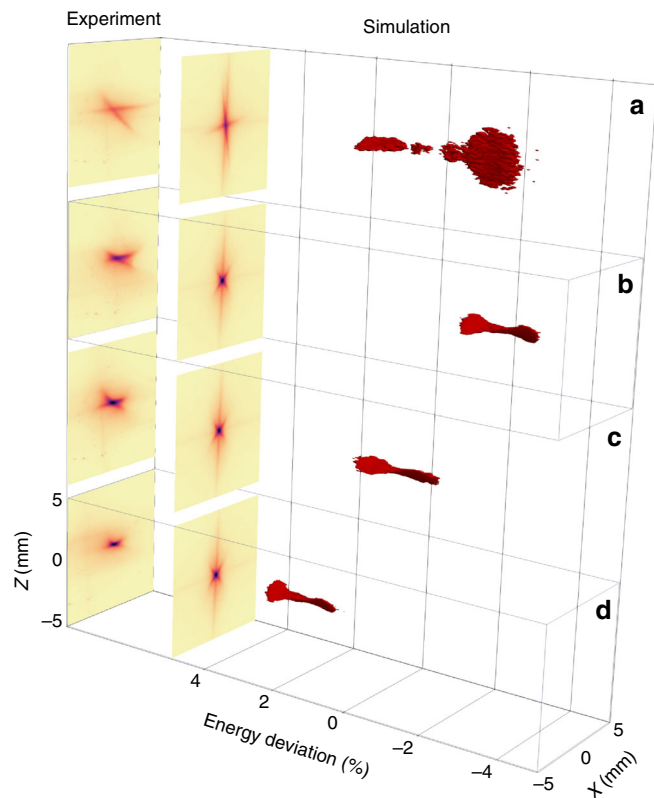 Experiment
Simulation
a
b
c
d
5
0
−5
Z (mm)
4
2
0
−2
−4
−5
Energy deviation (%)
5
0
X (mm)